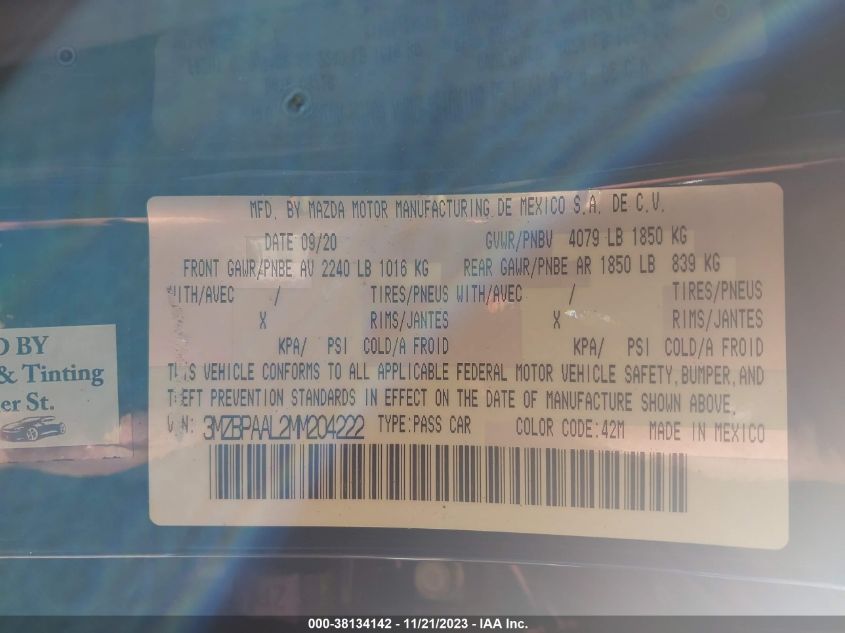 MFD. BY MAZDA MOTOR MANUFACTURING DE MEXICO S.A. DE C.V.
DATE 09/20 GVWR/PNBV 4079 LB 1850 KG
FRONT GAWR/PNBE AV 2240 LB 1016 KG REAR GAWR/PNBE AR 1850 LB 839 KG
WITH/AVEC / TIRES/PNEUS WITH/AVEC / TIRES/PNEUS
X RIMS/JANTES X RIMS/JANTES
KPA/ PSI COLD/A FROID KPA/ PSI COLD/A FROID
THIS VEHICLE CONFORMS TO ALL APPLICABLE FEDERAL MOTOR VEHICLE SAFETY, BUMPER, AND
THEFT PREVENTION STANDARDS IN EFFECT ON THE DATE OF MANUFACTURE SHOWN ABOVE.
VIN: 3MZBPAAL2MM204222 TYPE: PASS CAR COLOR CODE: 42M MADE IN MEXICO
BY
& Tinting
St.
000-38134142 - 11/21/2023 - IAA Inc.